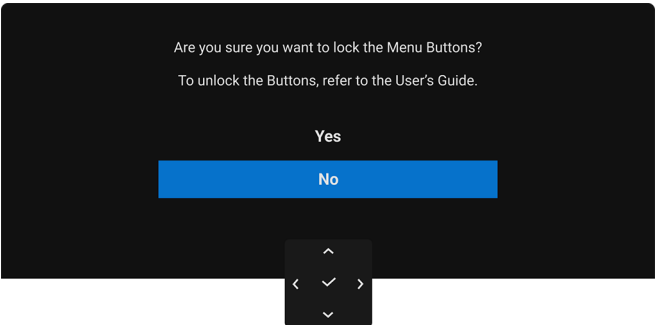 Are you sure you want to lock the Menu Buttons?
To unlock the Buttons, refer to the User’s Guide.
Yes
No